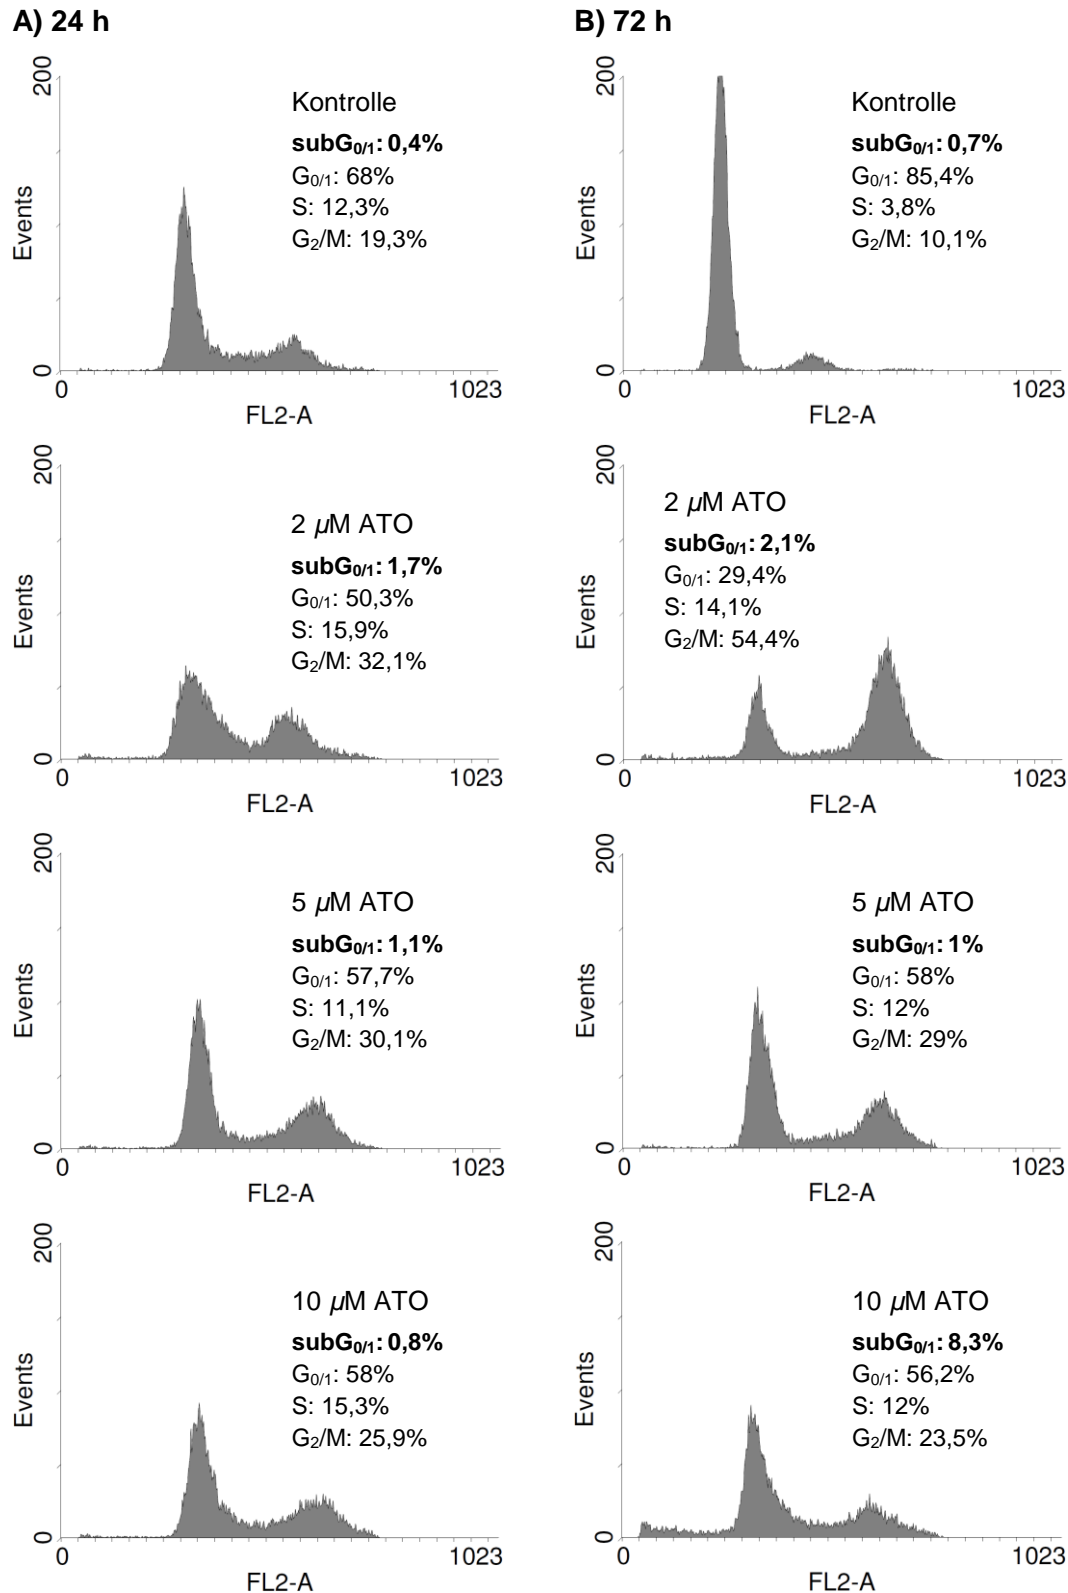 A) 24 h
200
Events
0
Kontrolle
subG0/1: 0,4%
G0/1: 68%
S: 12,3%
G2/M: 19,3%
0
1023
FL2-A
200
Events
0
2 µM ATO
subG0/1: 1,7%
G0/1: 50,3%
S: 15,9%
G2/M: 32,1%
0
1023
FL2-A
200
Events
0
5 µM ATO
subG0/1: 1,1%
G0/1: 57,7%
S: 11,1%
G2/M: 30,1%
0
1023
FL2-A
200
Events
0
10 µM ATO
subG0/1: 0,8%
G0/1: 58%
S: 15,3%
G2/M: 25,9%
0
1023
FL2-A
B) 72 h
200
Events
0
Kontrolle
subG0/1: 0,7%
G0/1: 85,4%
S: 3,8%
G2/M: 10,1%
0
1023
FL2-A
200
Events
0
2 µM ATO
subG0/1: 2,1%
G0/1: 29,4%
S: 14,1%
G2/M: 54,4%
0
1023
FL2-A
200
Events
0
5 µM ATO
subG0/1: 1%
G0/1: 58%
S: 12%
G2/M: 29%
0
1023
FL2-A
200
Events
0
10 µM ATO
subG0/1: 8,3%
G0/1: 56,2%
S: 12%
G2/M: 23,5%
0
1023
FL2-A